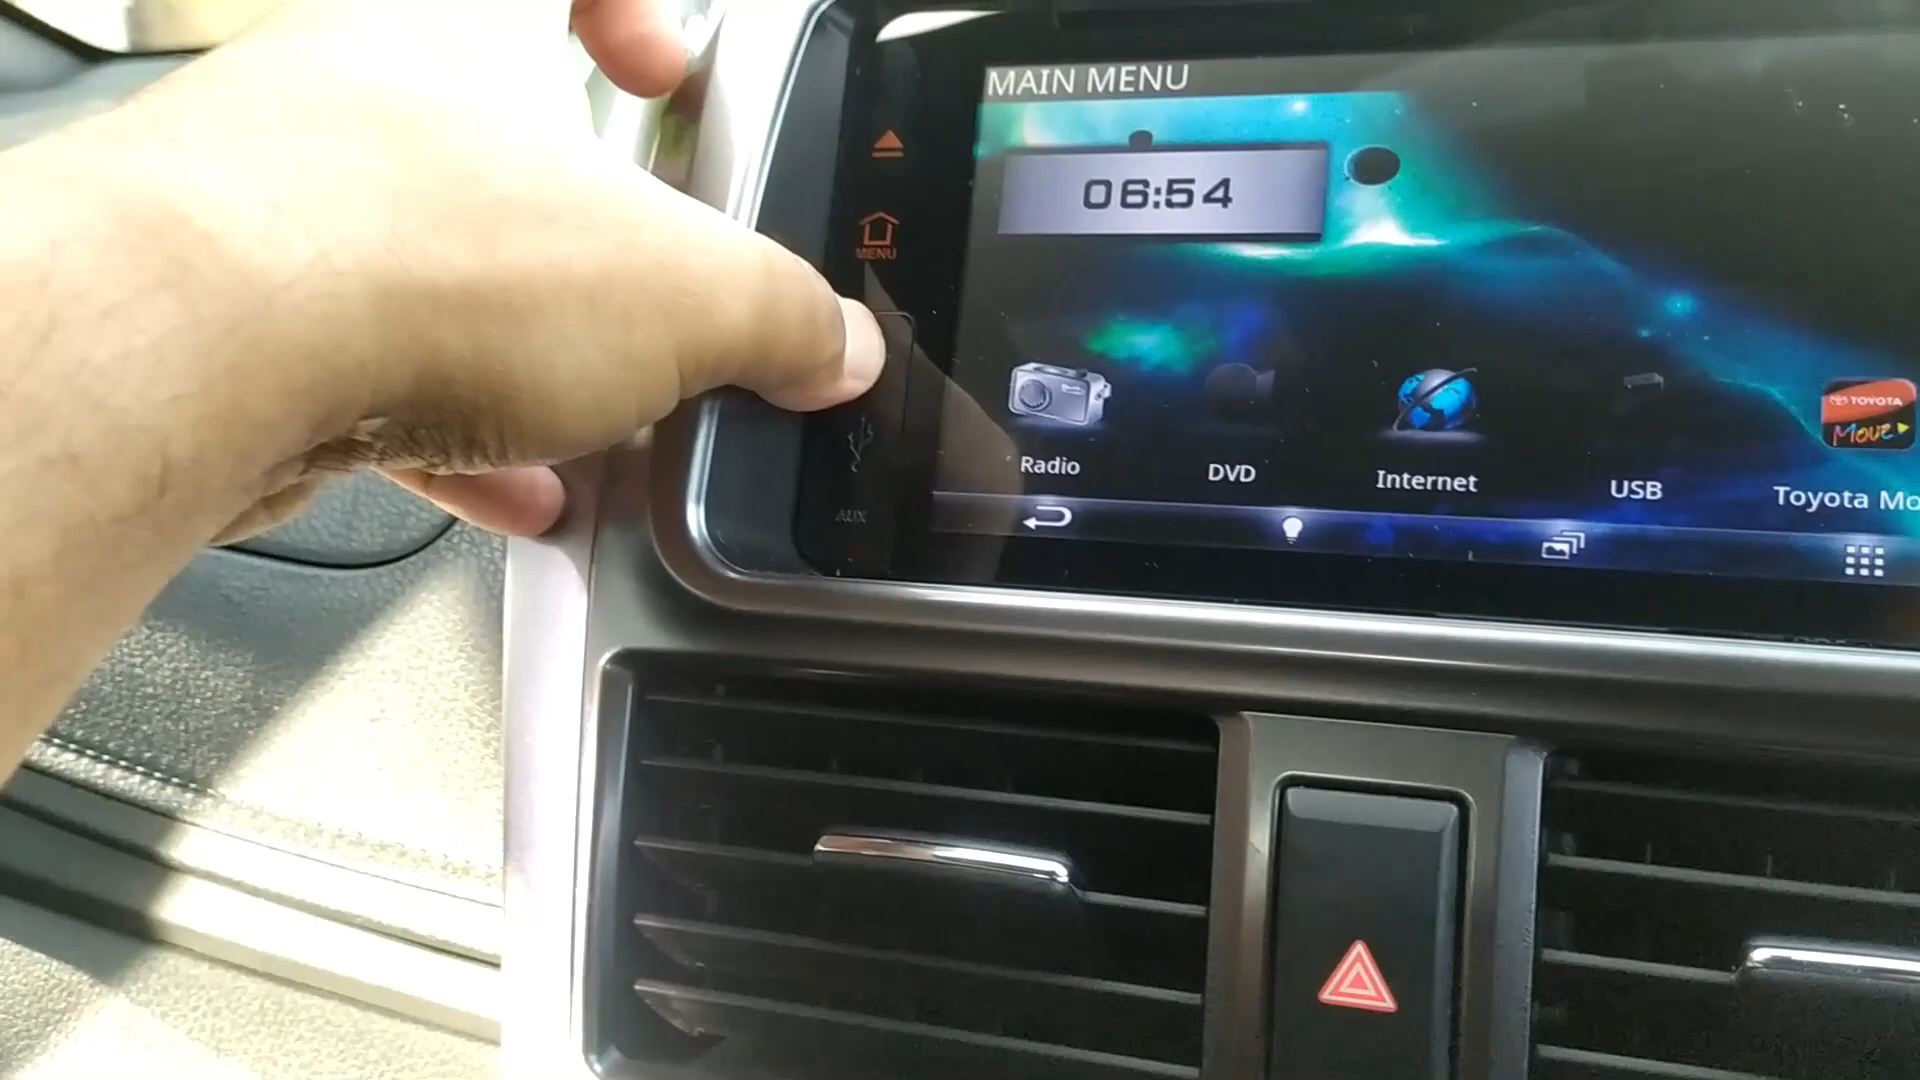 MAIN MENU
06:54
MENU
TOYOTA
Move
Radio
DVD
Internet
USB
Toyota Mo
AUX